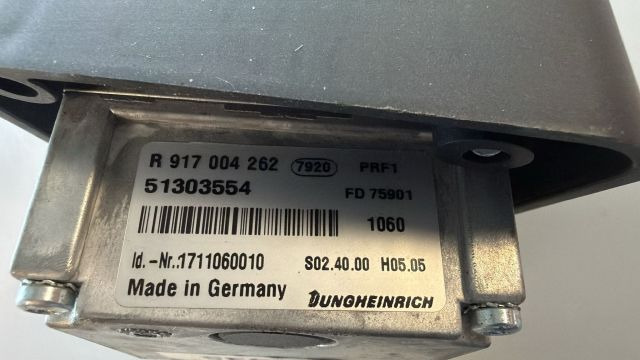 R 917 004 262 7920 PRF1
51303554 FD 75901
1060
Id.-Nr.:1711060010 S02.40.00 H05.05
Made in Germany JUNGHEINRICH